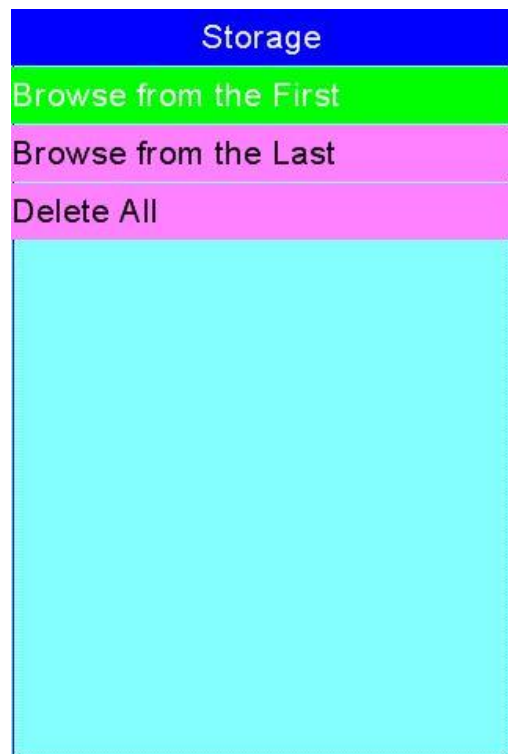 Storage
Browse from the First
Browse from the Last
Delete All